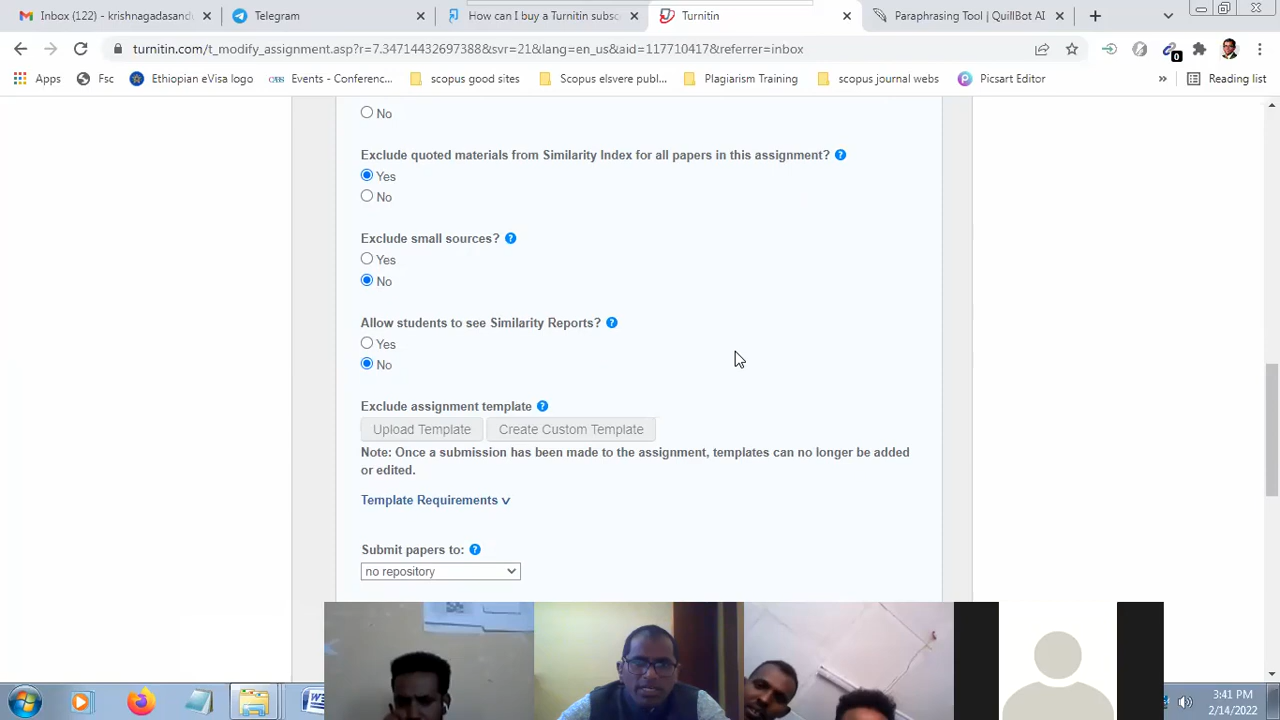 Inbox (122) - krishnagadasandu
Telegram
How can I buy a Turnitin subsc
Turnitin
Paraphrasing Tool | QuillBot AI
turnitin.com/t_modify_assignment.asp?r=7.3471443269738&svr=21&lang=en_us&aid=117710417&referrer=inbox
0
Apps
Fsc
Ethiopian eVisa logo
Events - Conferenc...
scopus good sites
Scopus elsvere publ...
Plagiarism Training
scopus journal webs
Picsart Editor
»
Reading list
No
Exclude quoted materials from Similarity Index for all papers in this assignment? ?
Yes
No
Exclude small sources? ?
Yes
No
Allow students to see Similarity Reports? ?
Yes
No
Exclude assignment template ?
Upload Template Create Custom Template
Note: Once a submission has been made to the assignment, templates can no longer be added
or edited.
Template Requirements
Submit papers to: ?
no repository
3:41 PM
2/14/2022